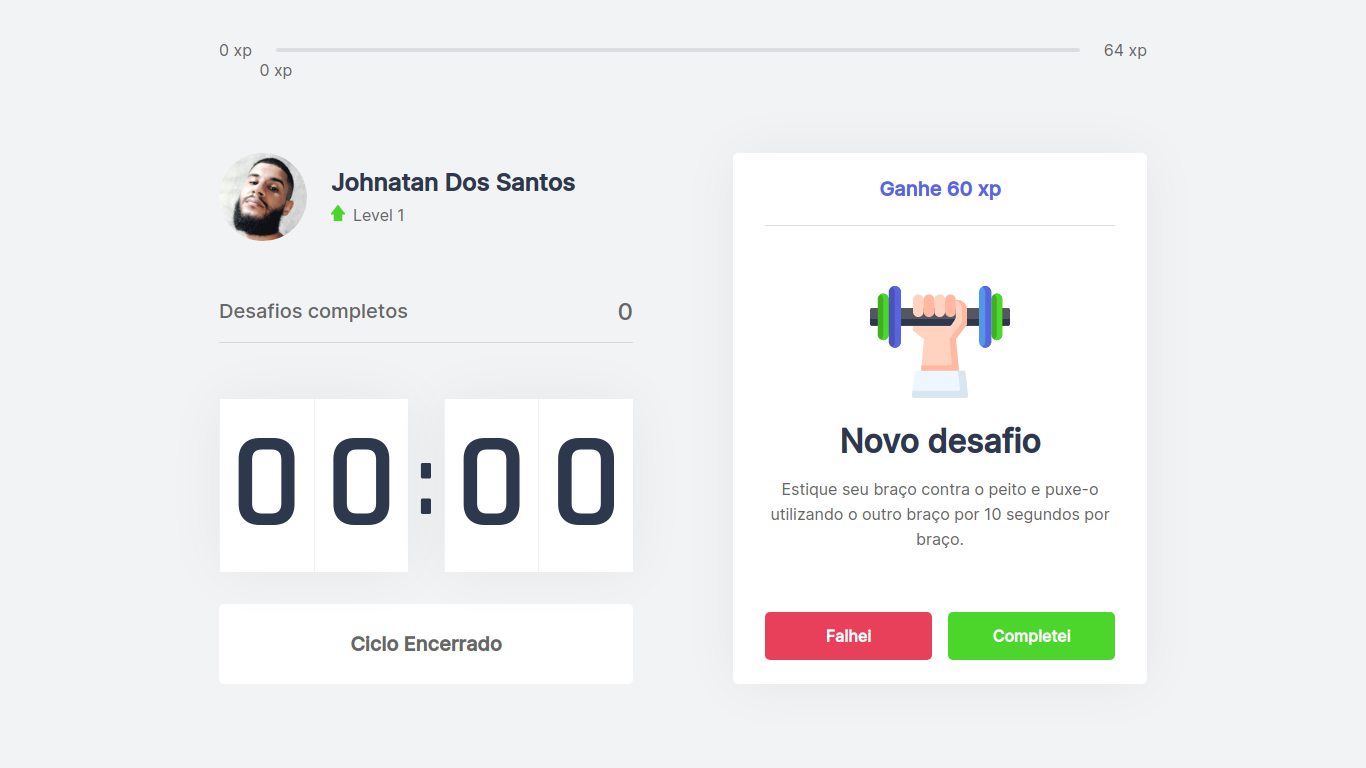 0 xp
64 xp
0 xp
Johnatan Dos Santos
Level 1
Desafios completos
0
00:00
Ciclo Encerrado
Ganhe 60 xp
Novo desafio
Estique seu braço contra o peito e puxe-o
utilizando o outro braço por 10 segundos por
braço.
Falhei
Completei